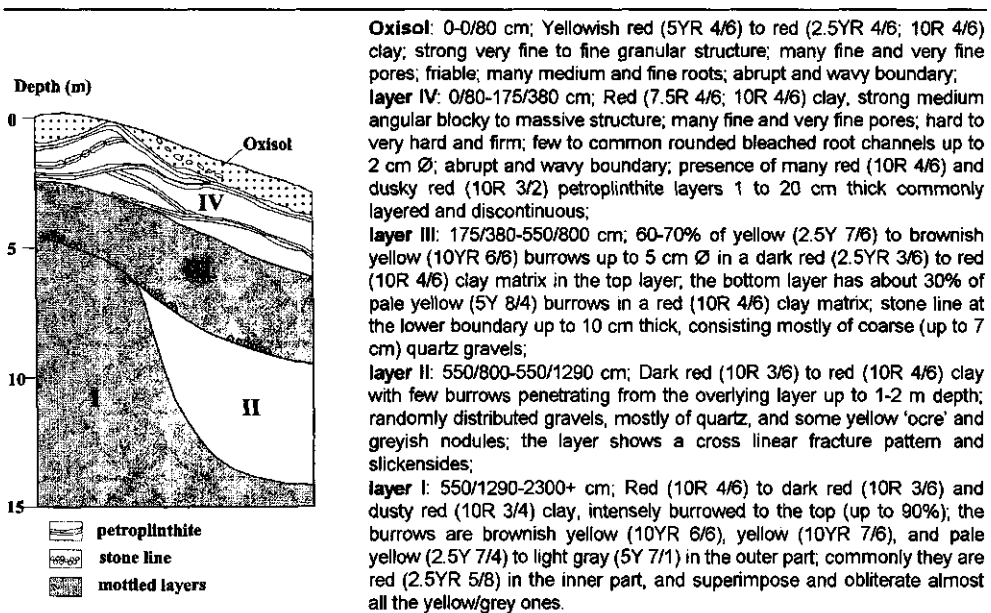 Depth (m)
0
5
10
15
Oxisol
IV
III
I
II
petroplinthite
stone line
mottled layers
Oxisol: 0-0/80 cm; Yellowish red (5YR 4/6) to red (2.5YR 4/6; 10R 4/6)
clay; strong very fine to fine granular structure; many fine and very fine
pores; friable; many medium and fine roots; abrupt and wavy boundary;
layer IV: 0/80-175/380 cm; Red (7.5R 4/6; 10R 4/6) clay, strong medium
angular blocky to massive structure; many fine and very fine pores; hard to
very hard and firm; few to common rounded bleached root channels up to
2 cm Ø; abrupt and wavy boundary; presence of many red (10R 4/6) and
dusky red (10R 3/2) petroplinthite layers 1 to 20 cm thick commonly
layered and discontinuous;
layer III: 175/380-550/800 cm; 60-70% of yellow (2.5Y 7/6) to brownish
yellow (10YR 6/6) burrows up to 5 cm Ø in a dark red (2.5YR 3/6) to red
(10R 4/6) clay matrix in the top layer; the bottom layer has about 30% of
pale yellow (5Y 8/4) burrows in a red (10R 4/6) clay matrix; stone line at
the lower boundary up to 10 cm thick, consisting mostly of coarse (up to 7
cm) quartz gravels;
layer II: 550/800-550/1290 cm; Dark red (10R 3/6) to red (10R 4/6) clay
with few burrows penetrating from the overlying layer up to 1-2 m depth;
randomly distributed gravels, mostly of quartz, and some yellow 'ocre' and
greyish nodules; the layer shows a cross linear fracture pattern and
slickensides;
layer I: 550/1290-2300+ cm; Red (10R 4/6) to dark red (10R 3/6) and
dusty red (10R 3/4) clay, intensely burrowed to the top (up to 90%); the
burrows are brownish yellow (10YR 6/6), yellow (10YR 7/6), and pale
yellow (2.5Y 7/4) to light gray (5Y 7/1) in the outer part; commonly they are
red (2.5YR 5/8) in the inner part, and superimpose and obliterate almost
all the yellow/grey ones.